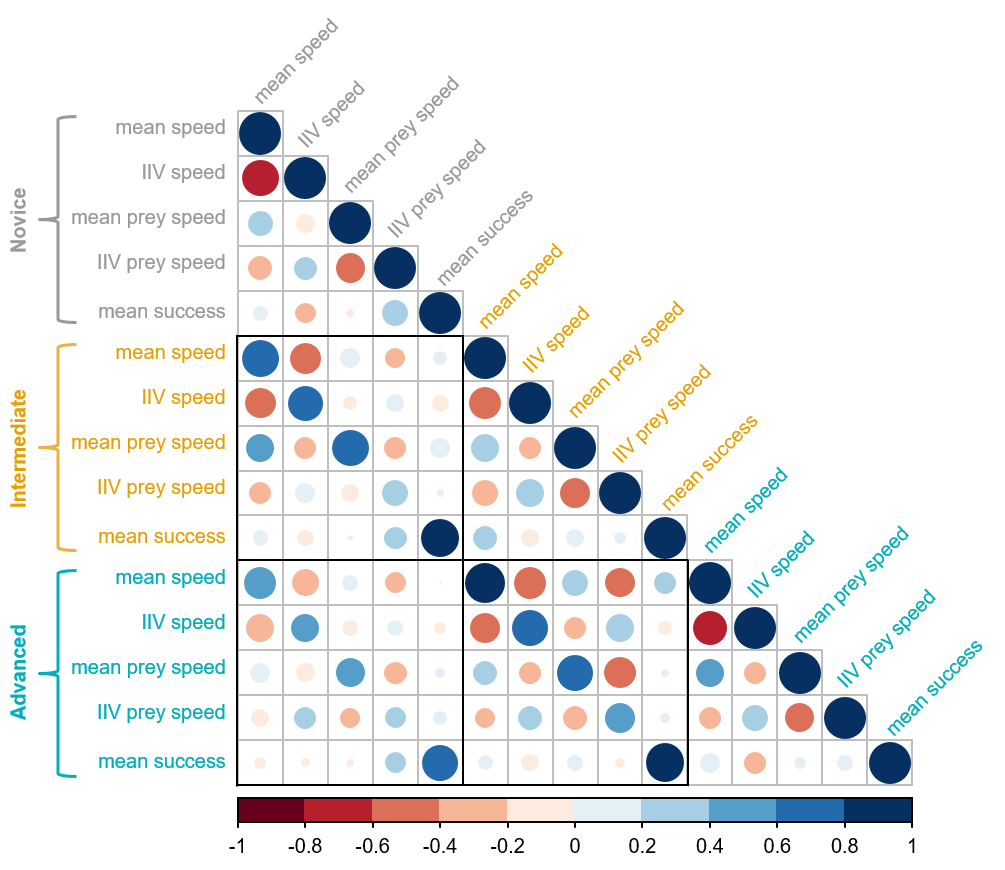 mean speed
IIV speed
mean prey speed
IIV prey speed
mean success
mean speed
IIV speed
mean prey speed
IIV prey speed
mean success
mean speed
IIV speed
mean prey speed
IIV prey speed
mean success
Novice
mean speed
IIV speed
mean prey speed
IIV prey speed
mean success
Intermediate
mean speed
IIV speed
mean prey speed
IIV prey speed
mean success
Advanced
mean speed
IIV speed
mean prey speed
IIV prey speed
mean success
-1 -0.8 -0.6 -0.4 -0.2 0 0.2 0.4 0.6 0.8 1